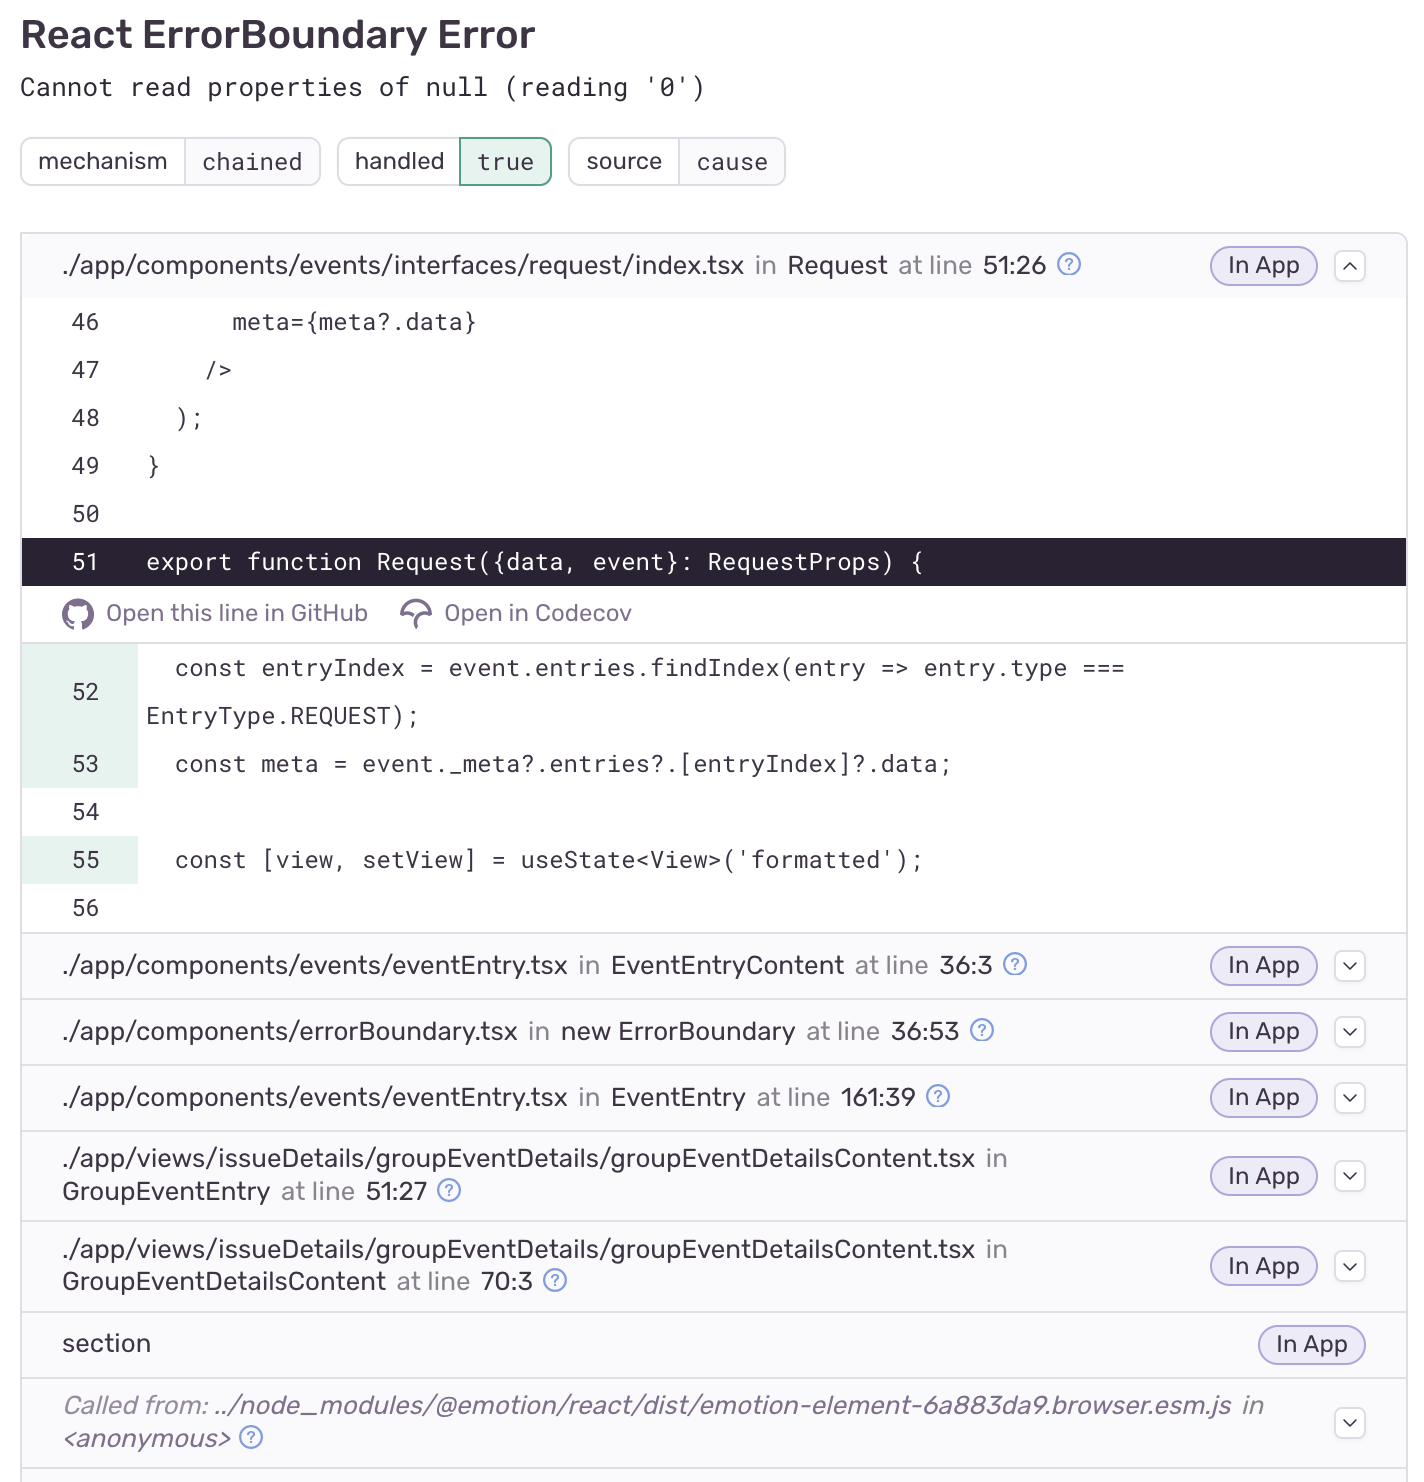 React ErrorBoundary Error
Cannot read properties of null (reading '0')
mechanism chained handled true source cause
./app/components/events/interfaces/request/index.tsx in Request at line 51:26 ? In App
46 meta={meta?.data}
47 />
48 );
49 }
50
51 export function Request({data, event}: RequestProps) {
Open this line in GitHub Open in Codecov
52 const entryIndex = event.entries.findIndex(entry => entry.type ===
EntryType.REQUEST);
53 const meta = event._meta?.entries?.[entryIndex]?.data;
54
55 const [view, setView] = useState<View>('formatted');
56
./app/components/events/eventEntry.tsx in EventEntryContent at line 36:3 ? In App
./app/components/errorBoundary.tsx in new ErrorBoundary at line 36:53 ? In App
./app/components/events/eventEntry.tsx in EventEntry at line 161:39 ? In App
./app/views/issueDetails/groupEventDetails/groupEventDetailsContent.tsx in
GroupEventEntry at line 51:27 ? In App
./app/views/issueDetails/groupEventDetails/groupEventDetailsContent.tsx in
GroupEventDetailsContent at line 70:3 ? In App
section In App
Called from: ../node_modules/@emotion/react/dist/emotion-element-6a883da9.browser.esm.js in
<anonymous> ?